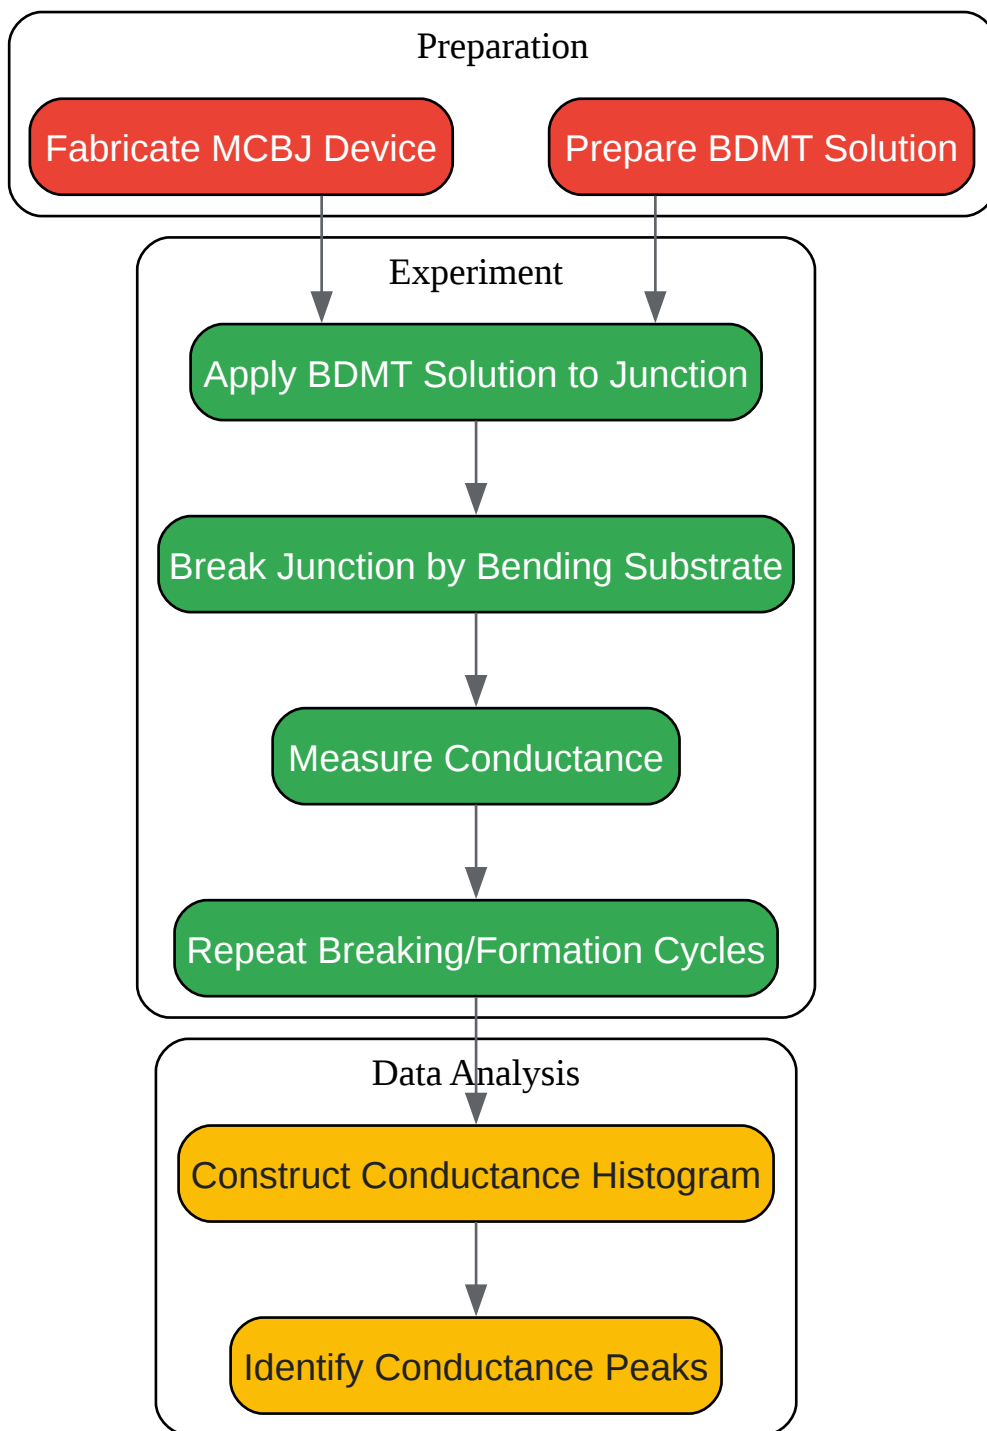 Preparation
Fabricate MCBJ Device
Prepare BDMT Solution
Experiment
Apply BDMT Solution to Junction
Break Junction by Bending Substrate
Measure Conductance
Repeat Breaking/Formation Cycles
Data Analysis
Construct Conductance Histogram
Identify Conductance Peaks